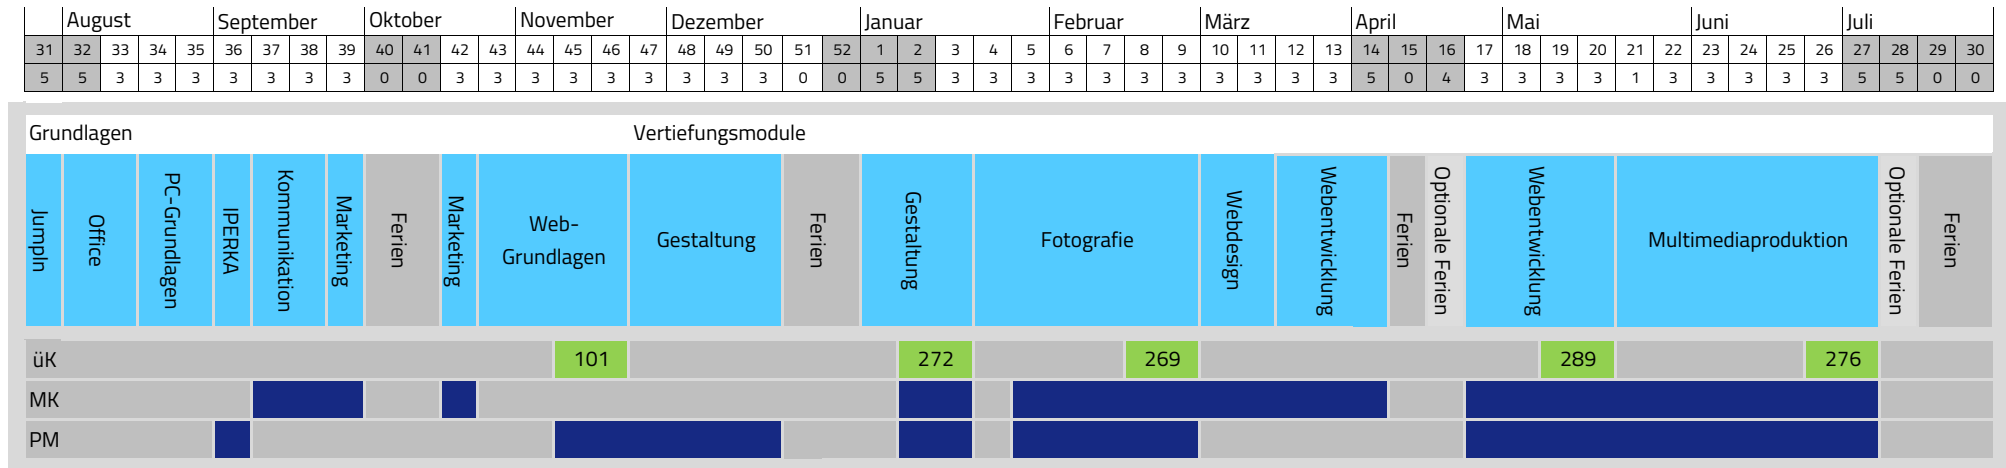 August September Oktober November Dezember Januar Februar März April Mai Juni Juli
31 32 33 34 35 36 37 38 39 40 41 42 43 44 45 46 47 48 49 50 51 52 1 2 3 4 5 6 7 8 9 10 11 12 13 14 15 16 17 18 19 20 21 22 23 24 25 26 27 28 29 30
5 5 3 3 3 3 3 3 3 0 0 3 3 3 3 3 3 3 3 3 0 0 5 5 3 3 3 3 3 3 3 3 3 3 3 5 0 4 3 3 3 3 1 3 3 3 3 3 5 5 0 0
Grundlagen Vertiefungsmodule
JumpIn
Office
PC-Grundlagen
IPERKA
Kommunikation
Marketing
Ferien
Marketing
Web-
Grundlagen
Gestaltung
Ferien
Gestaltung
Fotografie
Webdesign
Webentwicklung
Ferien
Optionale Ferien
Webentwicklung
Multimediaproduktion
Optionale Ferien
Ferien
üK 101 272 269 289 276
MK
PM